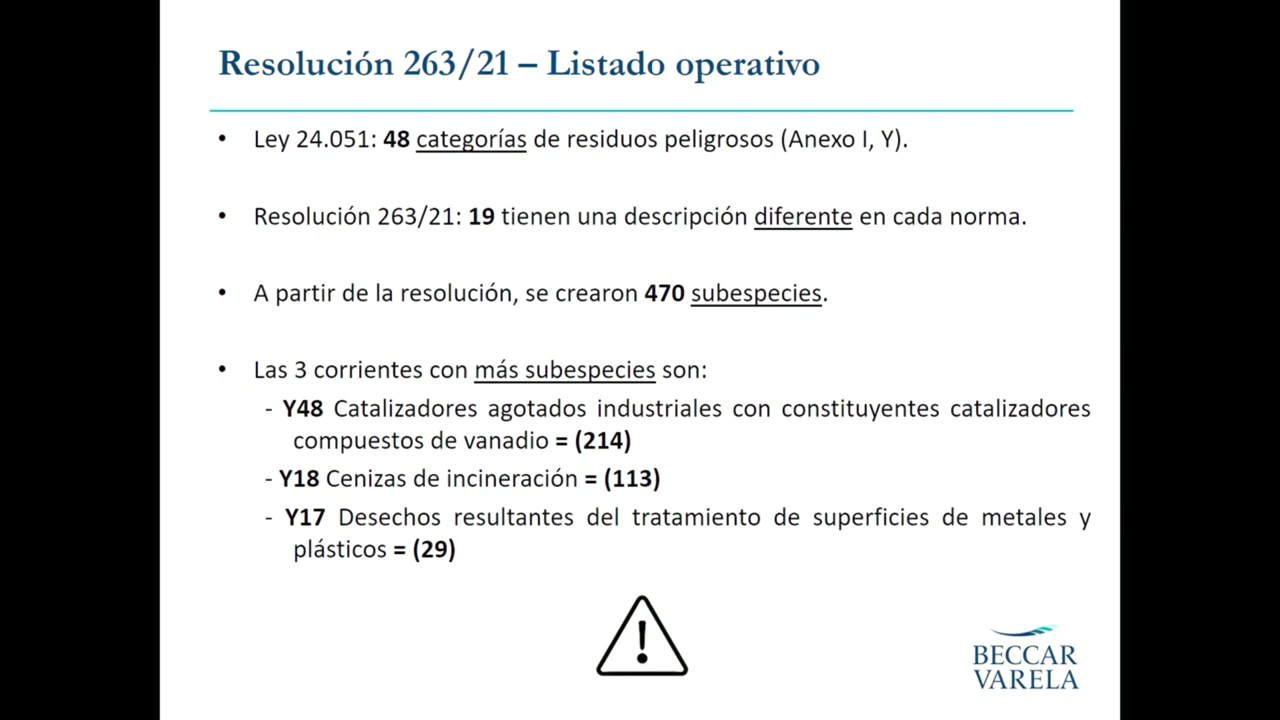 Resolución 263/21 – Listado operativo
• Ley 24.051: 48 categorías de residuos peligrosos (Anexo I, Y).
• Resolución 263/21: 19 tienen una descripción diferente en cada norma.
• A partir de la resolución, se crearon 470 subespecies.
• Las 3 corrientes con más subespecies son:
- Y48 Catalizadores agotados industriales con constituyentes catalizadores
compuestos de vanadio = (214)
- Y18 Cenizas de incineración = (113)
- Y17 Desechos resultantes del tratamiento de superficies de metales y
plásticos = (29)
!
BECCAR
VARELA